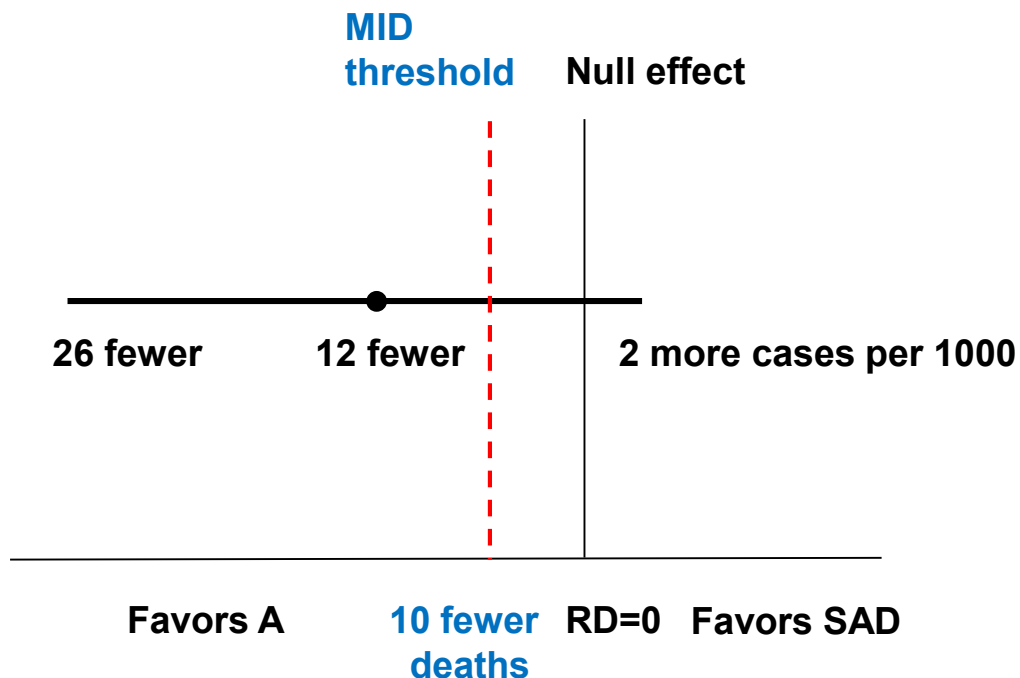 MID
threshold
Null effect
26 fewer
12 fewer
2 more cases per 1000
Favors A
10 fewer
deaths
RD=0
Favors SAD